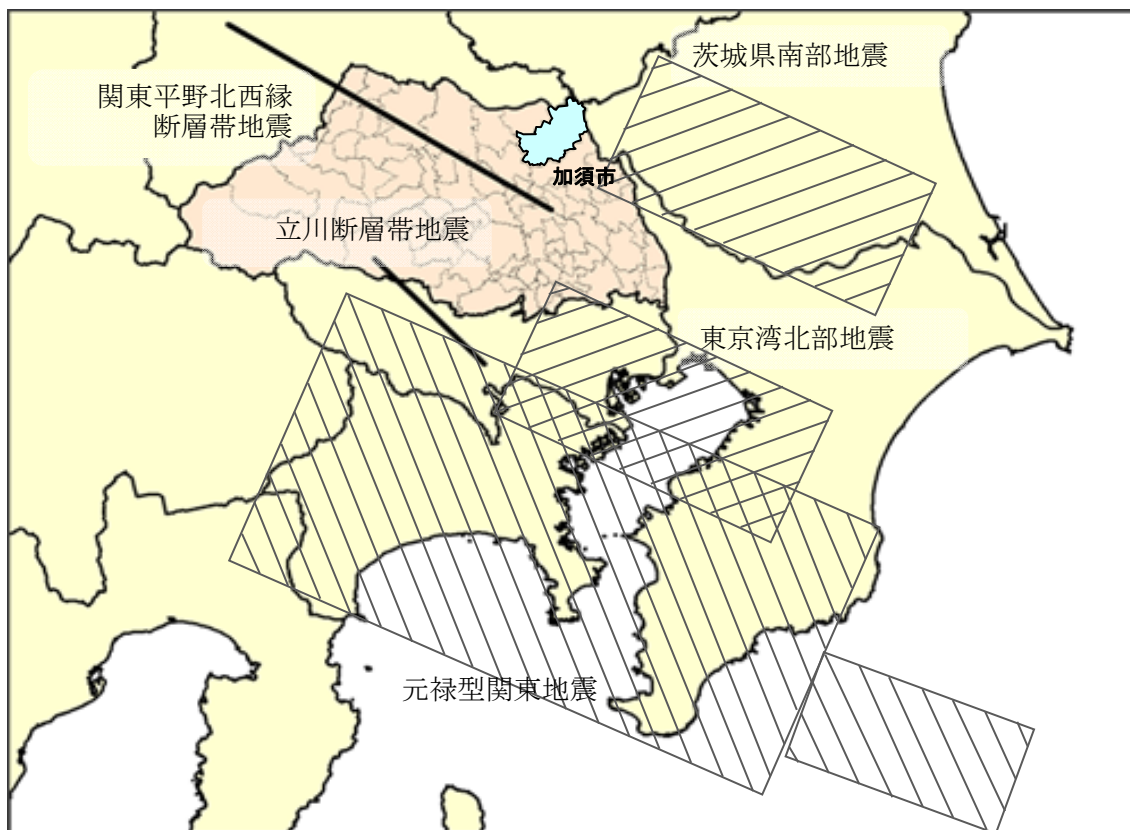 茨城県南部地震
関東平野北西縁
断層帯地震
加須市
立川断層帯地震
東京湾北部地震
元禄型関東地震